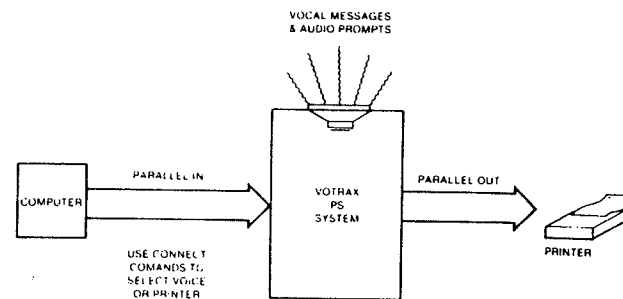 VOCAL MESSAGES
& AUDIO PROMPTS
PARALLEL IN
COMPUTER
VOTRAX
PS
SYSTEM
PARALLEL OUT
PRINTER
USE CONNECT
COMANDS TO
SELECT VOICE
OR PRINTER